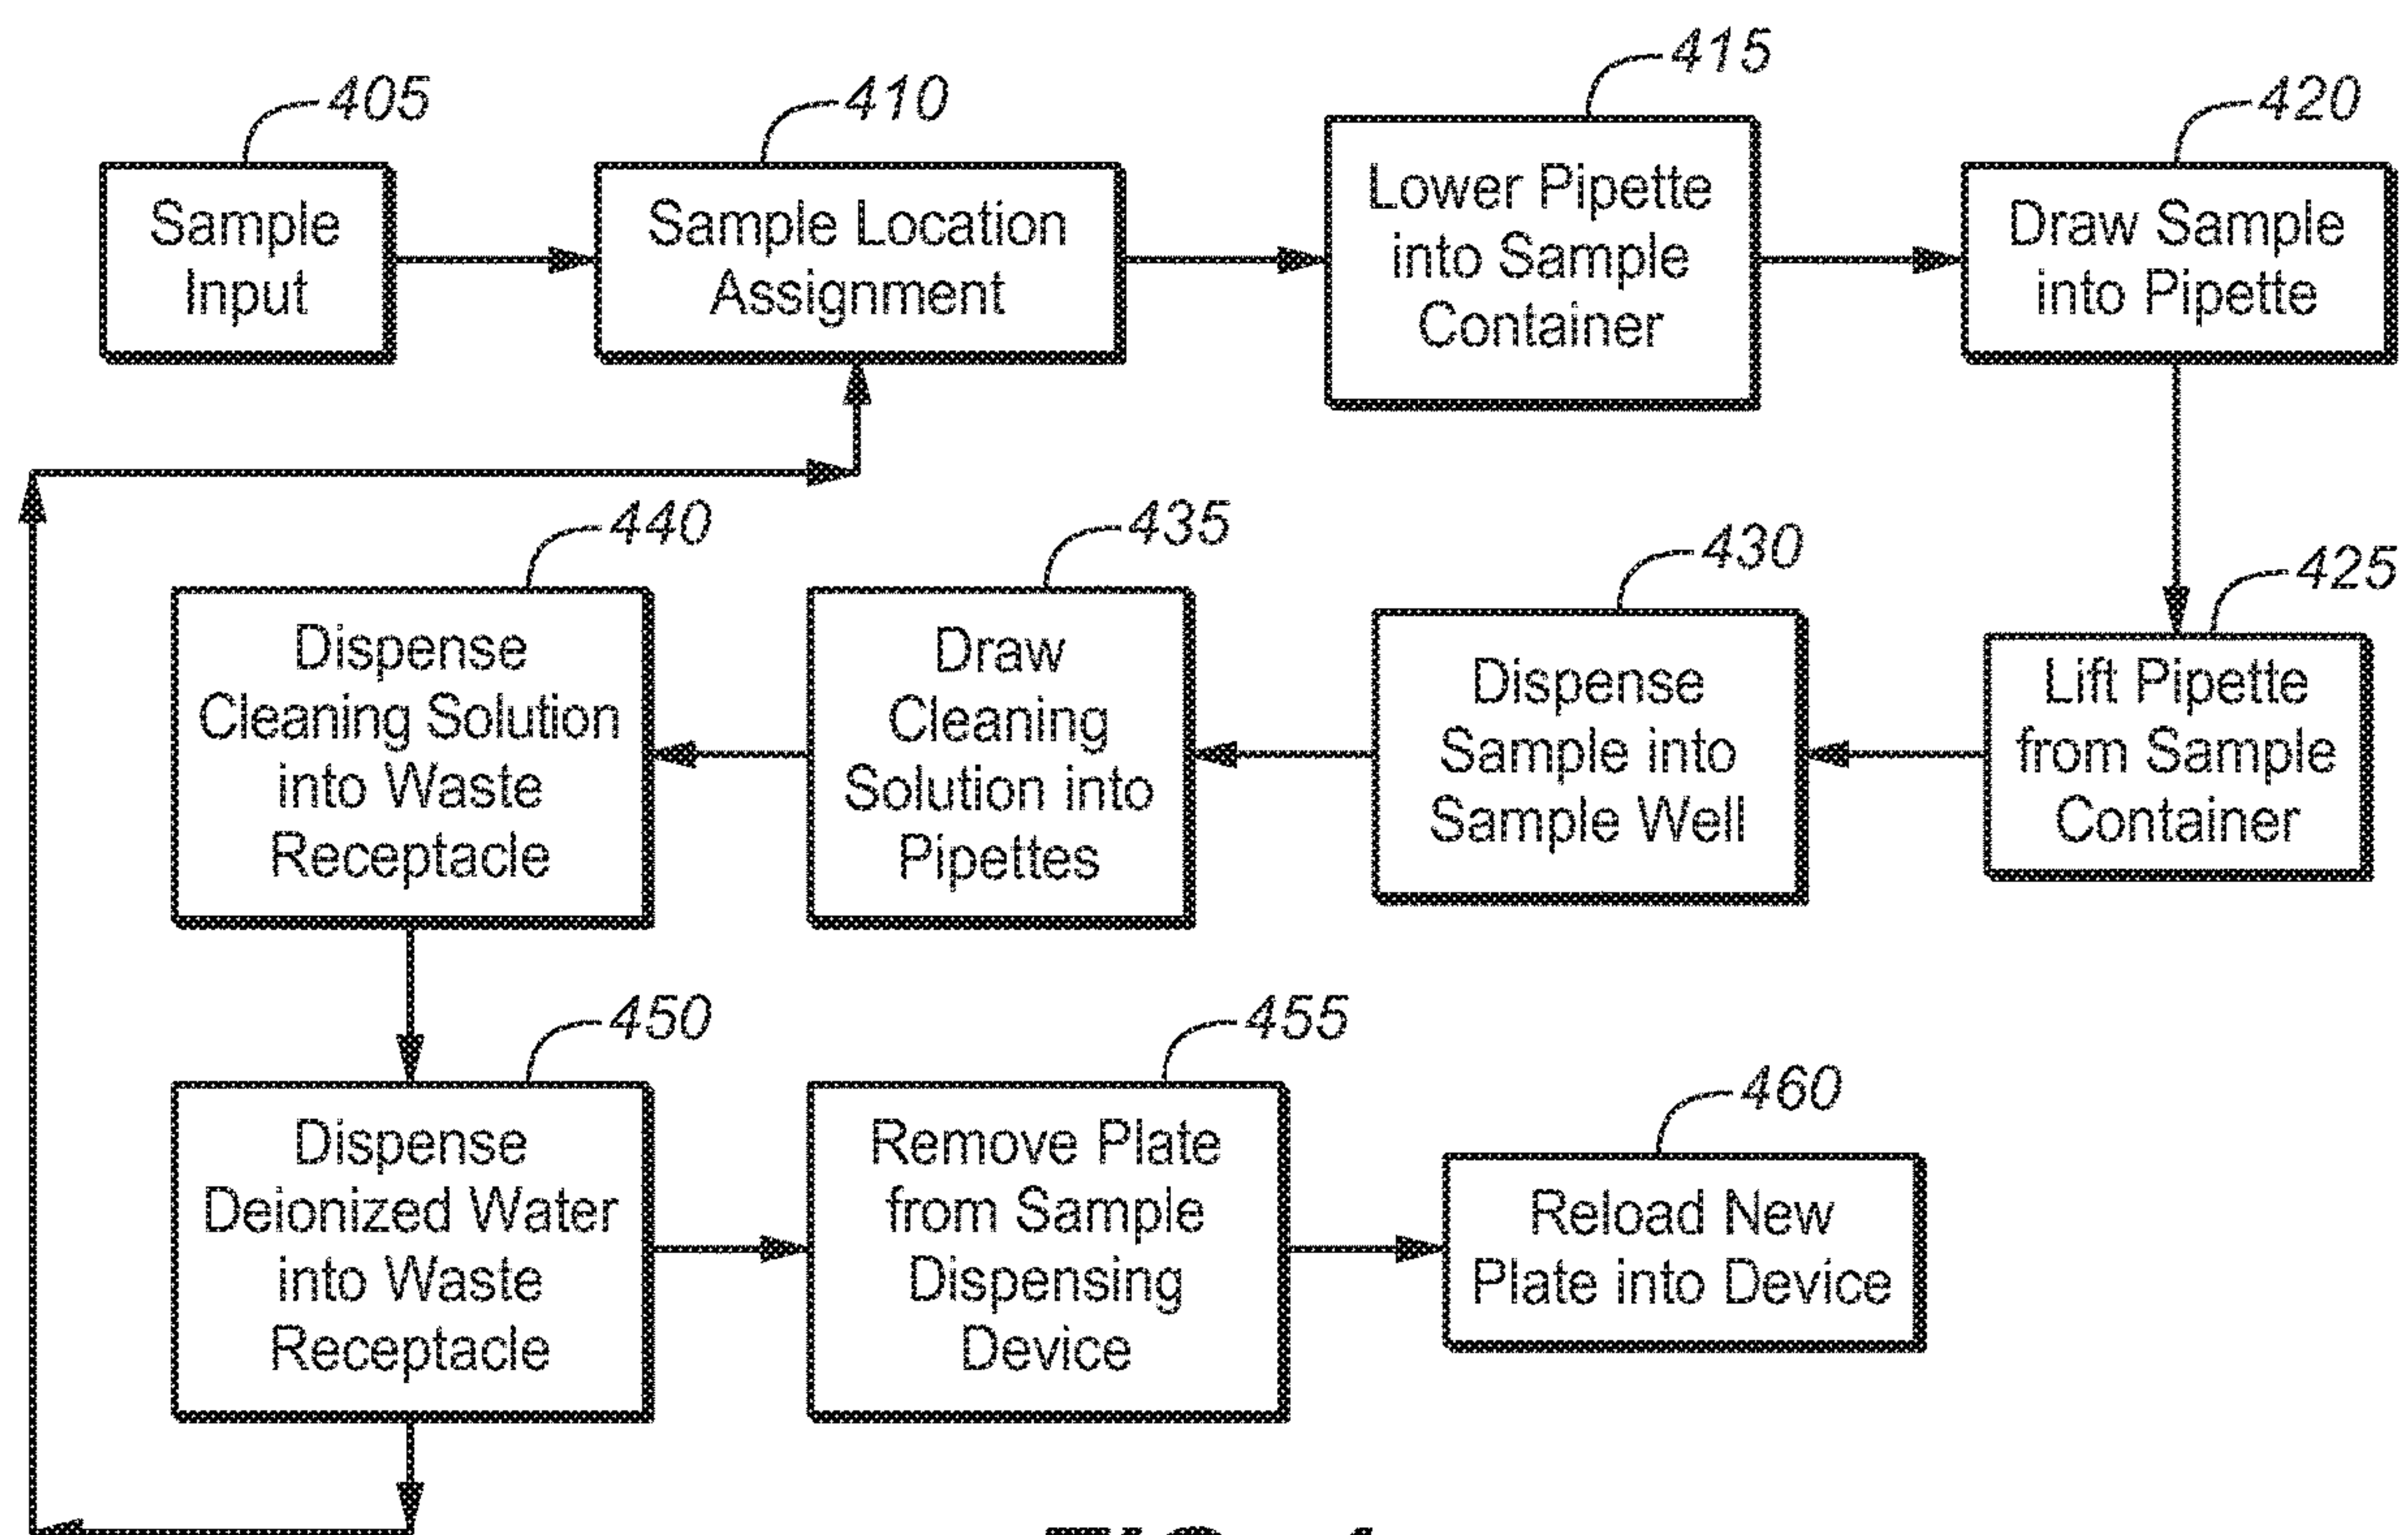 405
Sample
Input
410
Sample Location
Assignment
415
Lower Pipette
into Sample
Container
420
Draw Sample
into Pipette
425
Lift Pipette
from Sample
Container
430
Dispense
Sample into
Sample Well
435
Draw
Cleaning
Solution into
Pipettes
440
Dispense
Cleaning Solution
into Waste
Receptacle
450
Dispense
Deionized Water
into Waste
Receptacle
455
Remove Plate
from Sample
Dispensing
Device
460
Reload New
Plate into Device